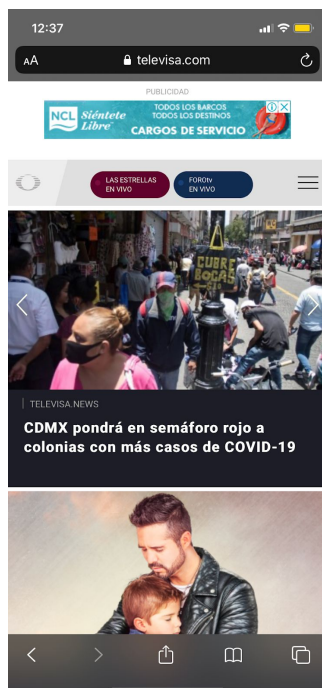 12:37
AA televisa.com
PUBLICIDAD
NCL Siéntete Libre
TODOS LOS BARCOS
TODOS LOS DESTINOS
CARGOS DE SERVICIO
LAS ESTRELLAS
EN VIVO
FOROtv
EN VIVO
CUBRE
BOCAS
TELEVISA.NEWS
CDMX pondrá en semáforo rojo a
colonias con más casos de COVID-19